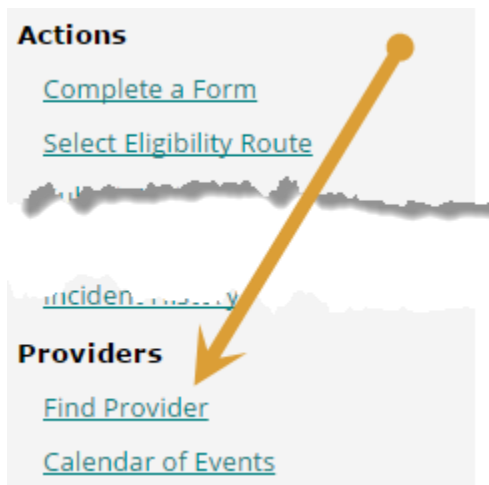 Actions
Complete a Form
Select Eligibility Route
Providers
Find Provider
Calendar of Events